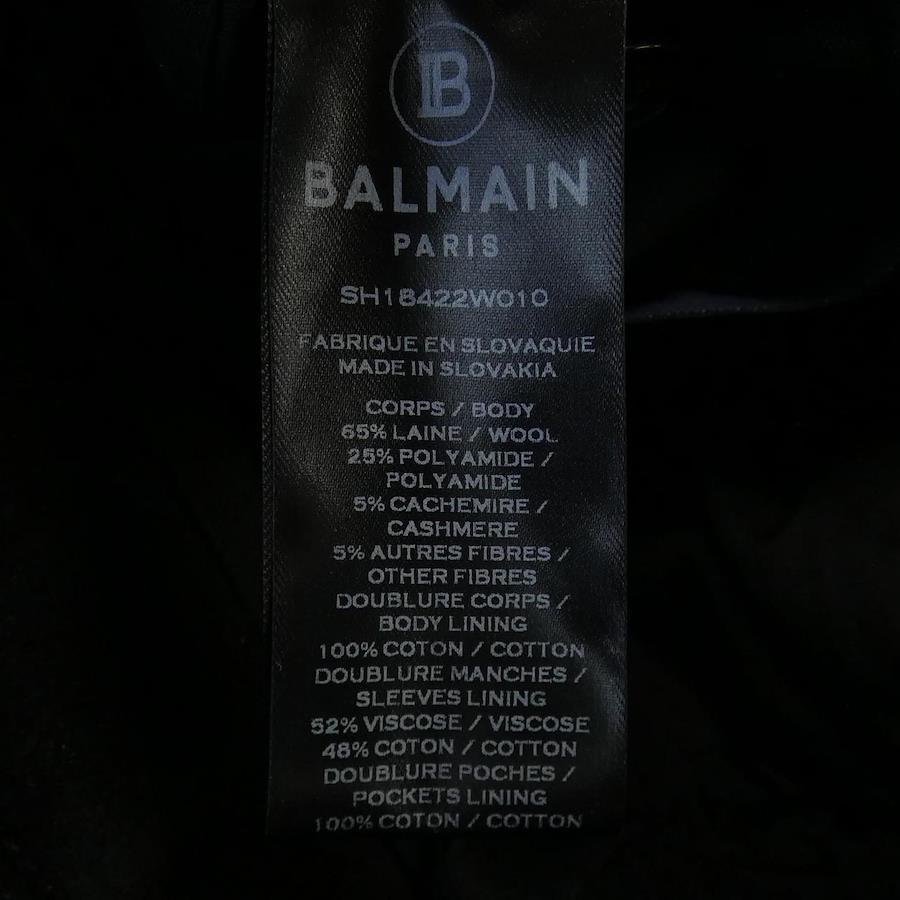 B
BALMAIN
PARIS
SH18422W010
FABRIQUE EN SLOVAQUIE
MADE IN SLOVAKIA
CORPS / BODY
65% LAINE / WOOL
25% POLYAMIDE /
POLYAMIDE
5% CACHEMIRE /
CASHMERE
5% AUTRES FIBRES /
OTHER FIBRES
DOUBLURE CORPS /
BODY LINING
100% COTON / COTTON
DOUBLURE MANCHES /
SLEEVES LINING
52% VISCOSE / VISCOSE
48% COTON / COTTON
DOUBLURE POCHES /
POCKETS LINING
100% COTON / COTTON